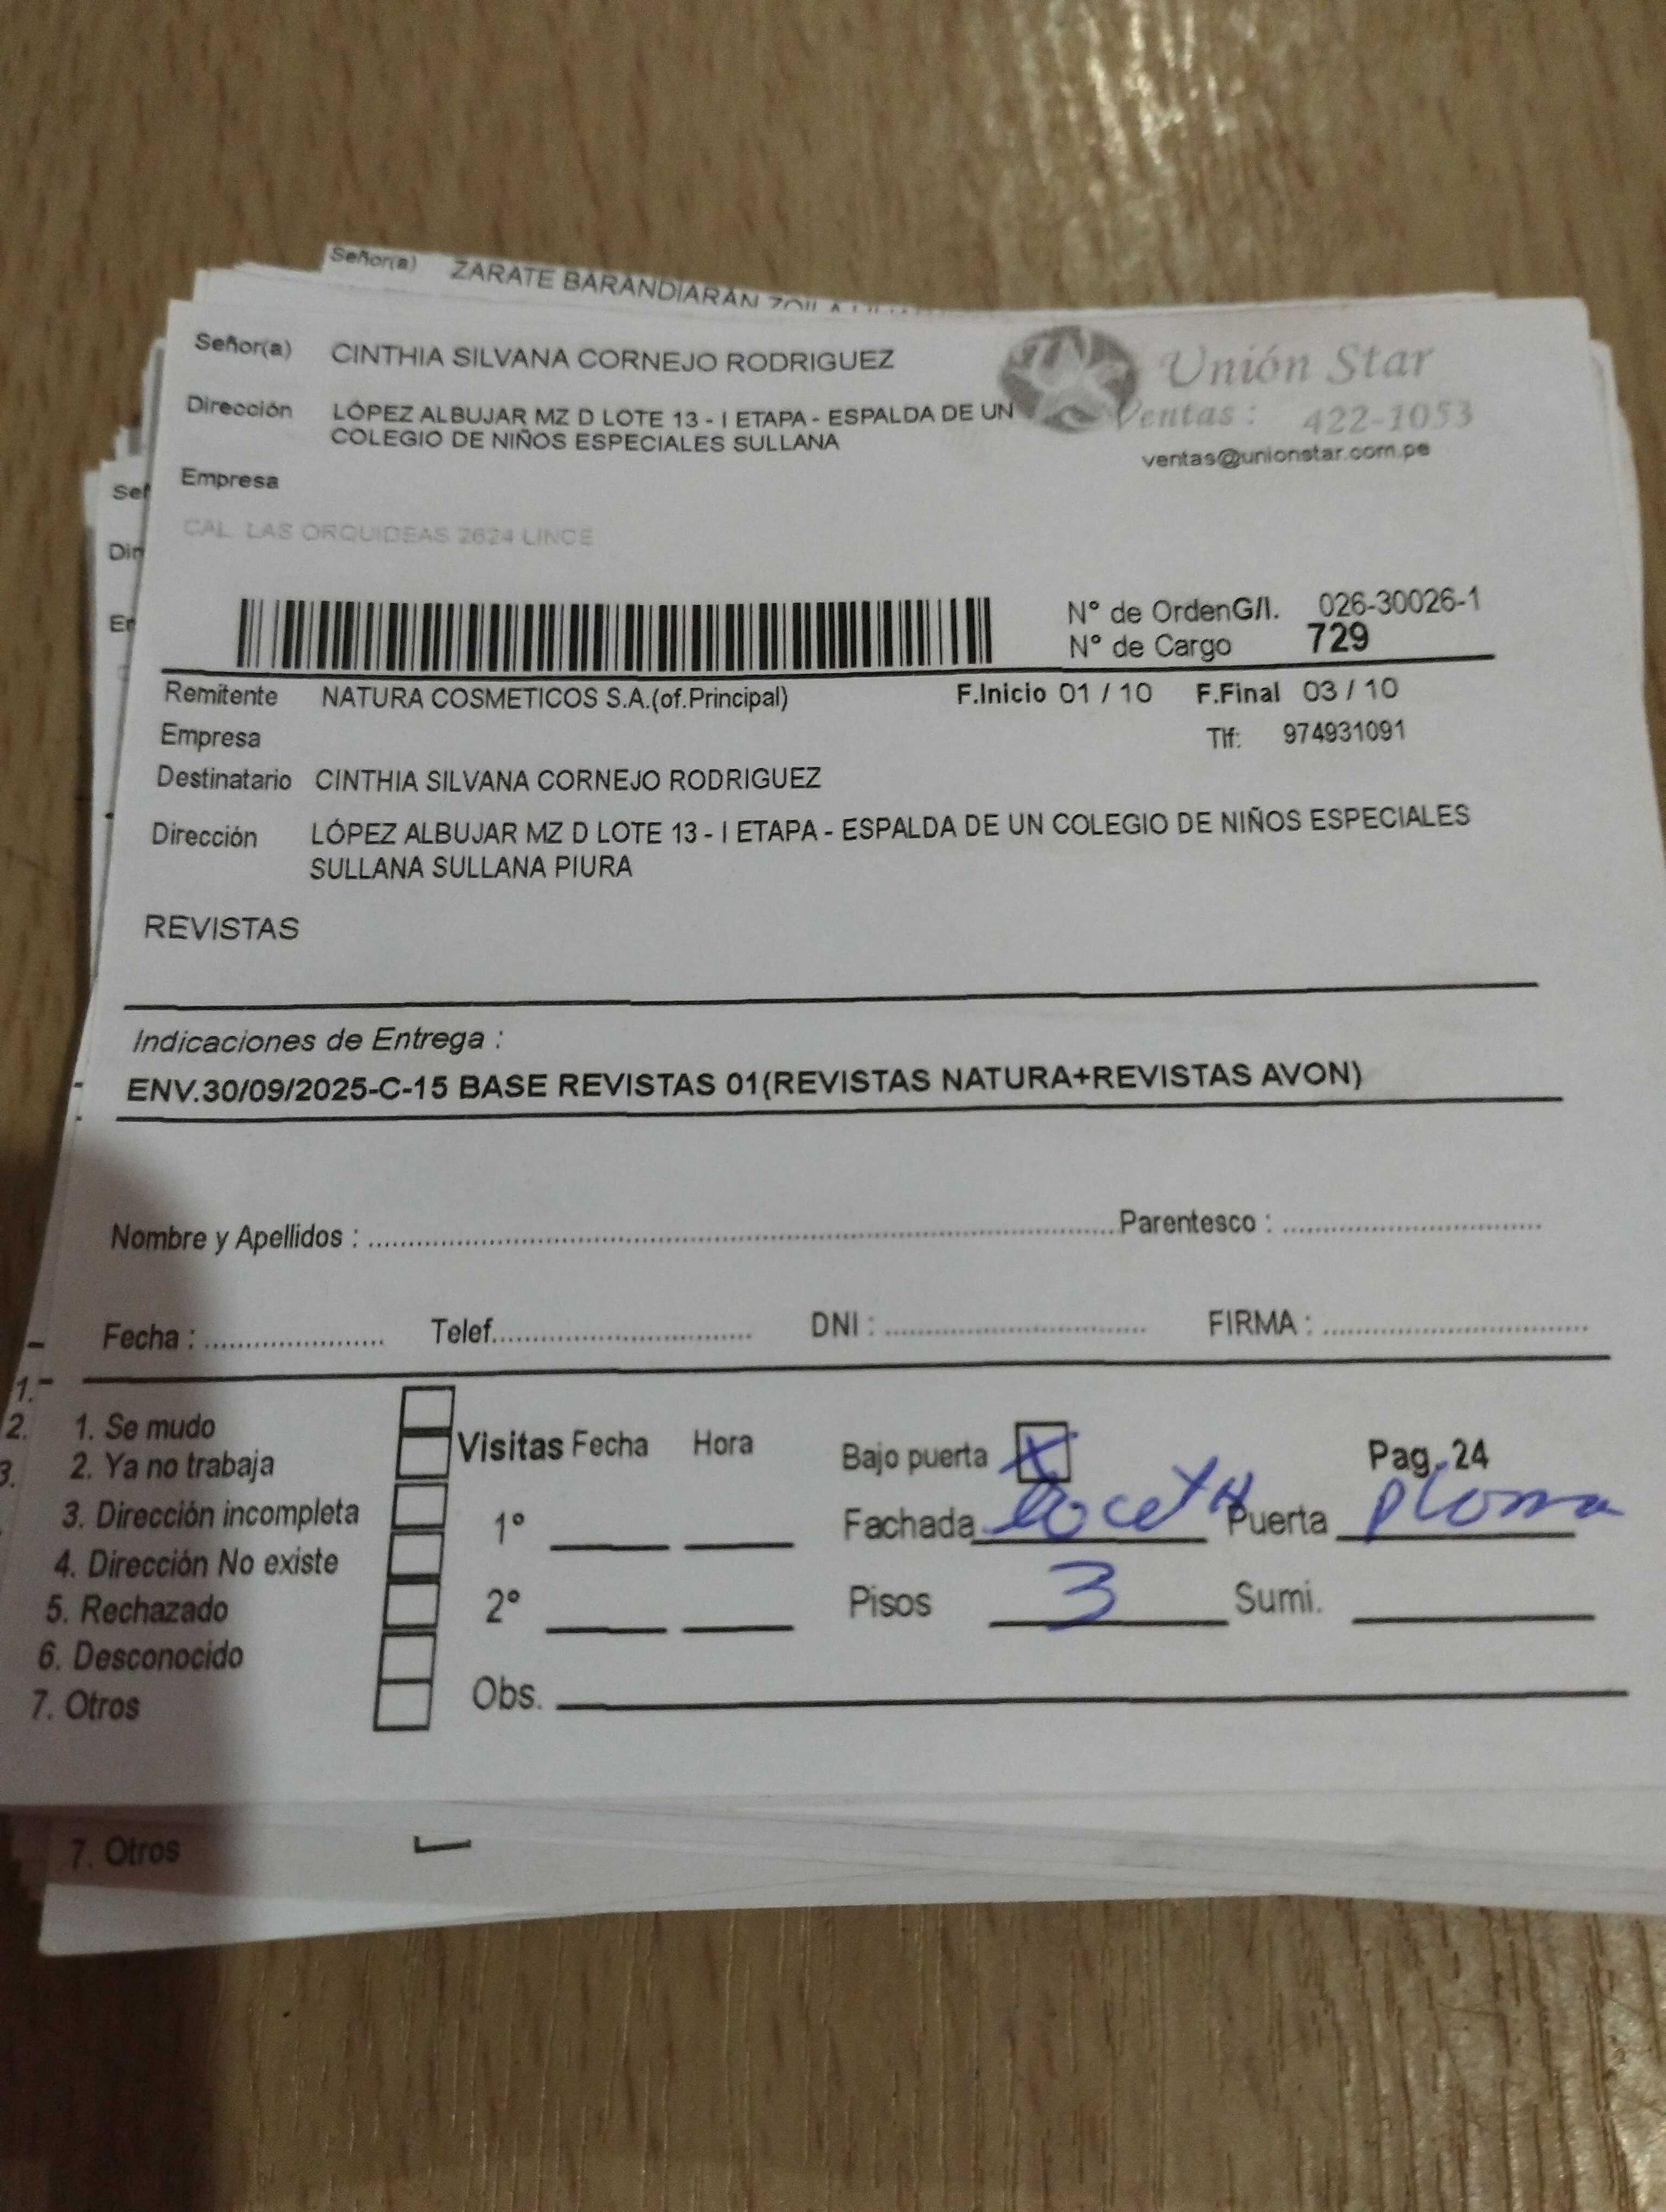 Señor(a) ZARATE BARANDIARAN
Señor(a) CINTHIA SILVANA CORNEJO RODRIGUEZ
Unión Star
Dirección LÓPEZ ALBUJAR MZ D LOTE 13 - I ETAPA - ESPALDA DE UN
COLEGIO DE NIÑOS ESPECIALES SULLANA
Ventas : 422-1053
ventas@unionstar.com.pe
Empresa
CAL. LAS ORQUIDEAS 2624 LINCE
N° de OrdenG/I. 026-30026-1
N° de Cargo 729
Remitente NATURA COSMETICOS S.A.(of.Principal) F.Inicio 01 / 10 F.Final 03 / 10
Empresa Tlf: 974931091
Destinatario CINTHIA SILVANA CORNEJO RODRIGUEZ
Dirección LÓPEZ ALBUJAR MZ D LOTE 13 - I ETAPA - ESPALDA DE UN COLEGIO DE NIÑOS ESPECIALES
SULLANA SULLANA PIURA
REVISTAS
Indicaciones de Entrega :
ENV.30/09/2025-C-15 BASE REVISTAS 01(REVISTAS NATURA+REVISTAS AVON)
Nombre y Apellidos : Parentesco :
Fecha : Telef. DNI : FIRMA :
1. Se mudo
2. Ya no trabaja
3. Dirección incompleta
4. Dirección No existe
5. Rechazado
6. Desconocido
7. Otros
Visitas Fecha Hora
1°
2°
Obs.
Bajo puerta X Pag. 24
Fachada Puerta ploma
Pisos 3 Sumi.
7. Otros